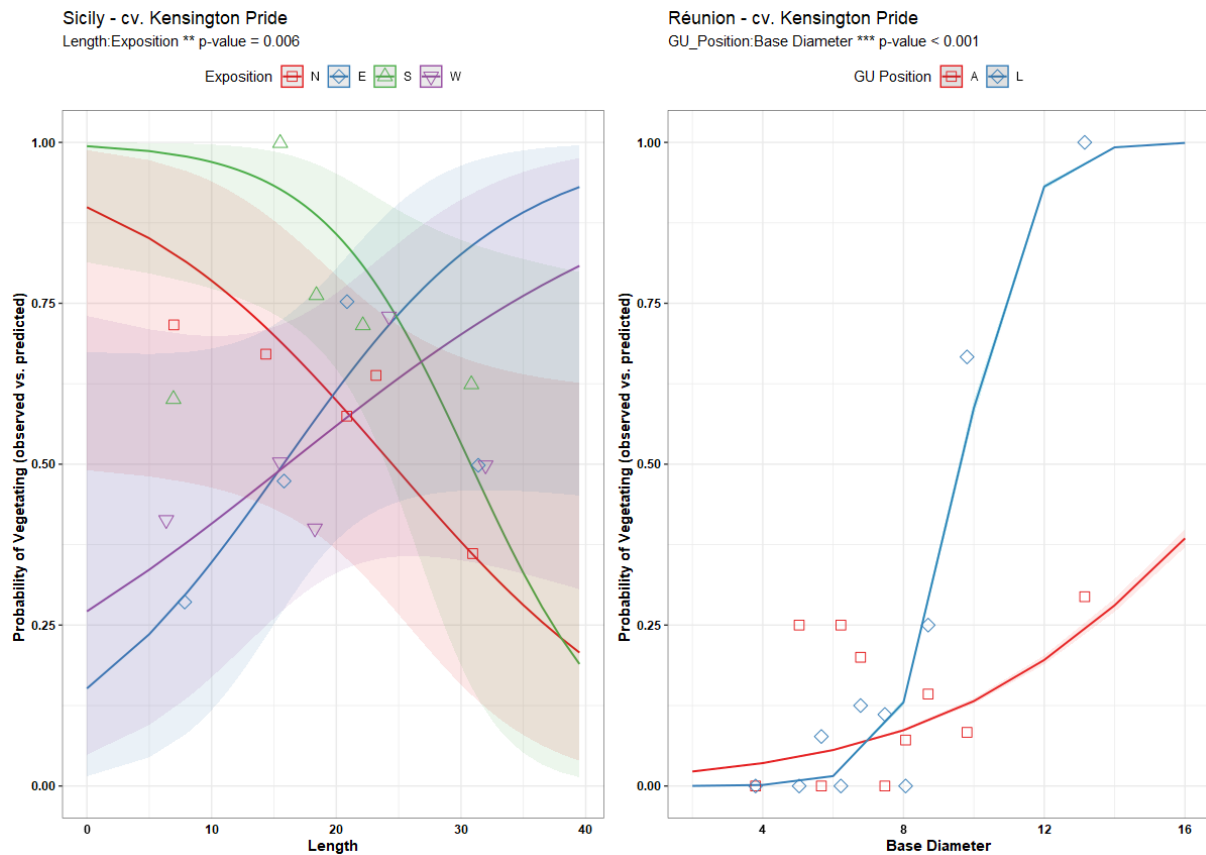 Sicily - cv. Kensington Pride
Length:Exposition ** p-value = 0.006
Exposition N E S W
Probability of Vegetating (observed vs. predicted)
1.00
0.75
0.50
0.25
0.00
0 10 20 30 40
Length
Réunion - cv. Kensington Pride
GU_Position:Base Diameter *** p-value < 0.001
GU Position A L
Probability of Vegetating (observed vs. predicted)
1.00
0.75
0.50
0.25
0.00
4 8 12 16
Base Diameter